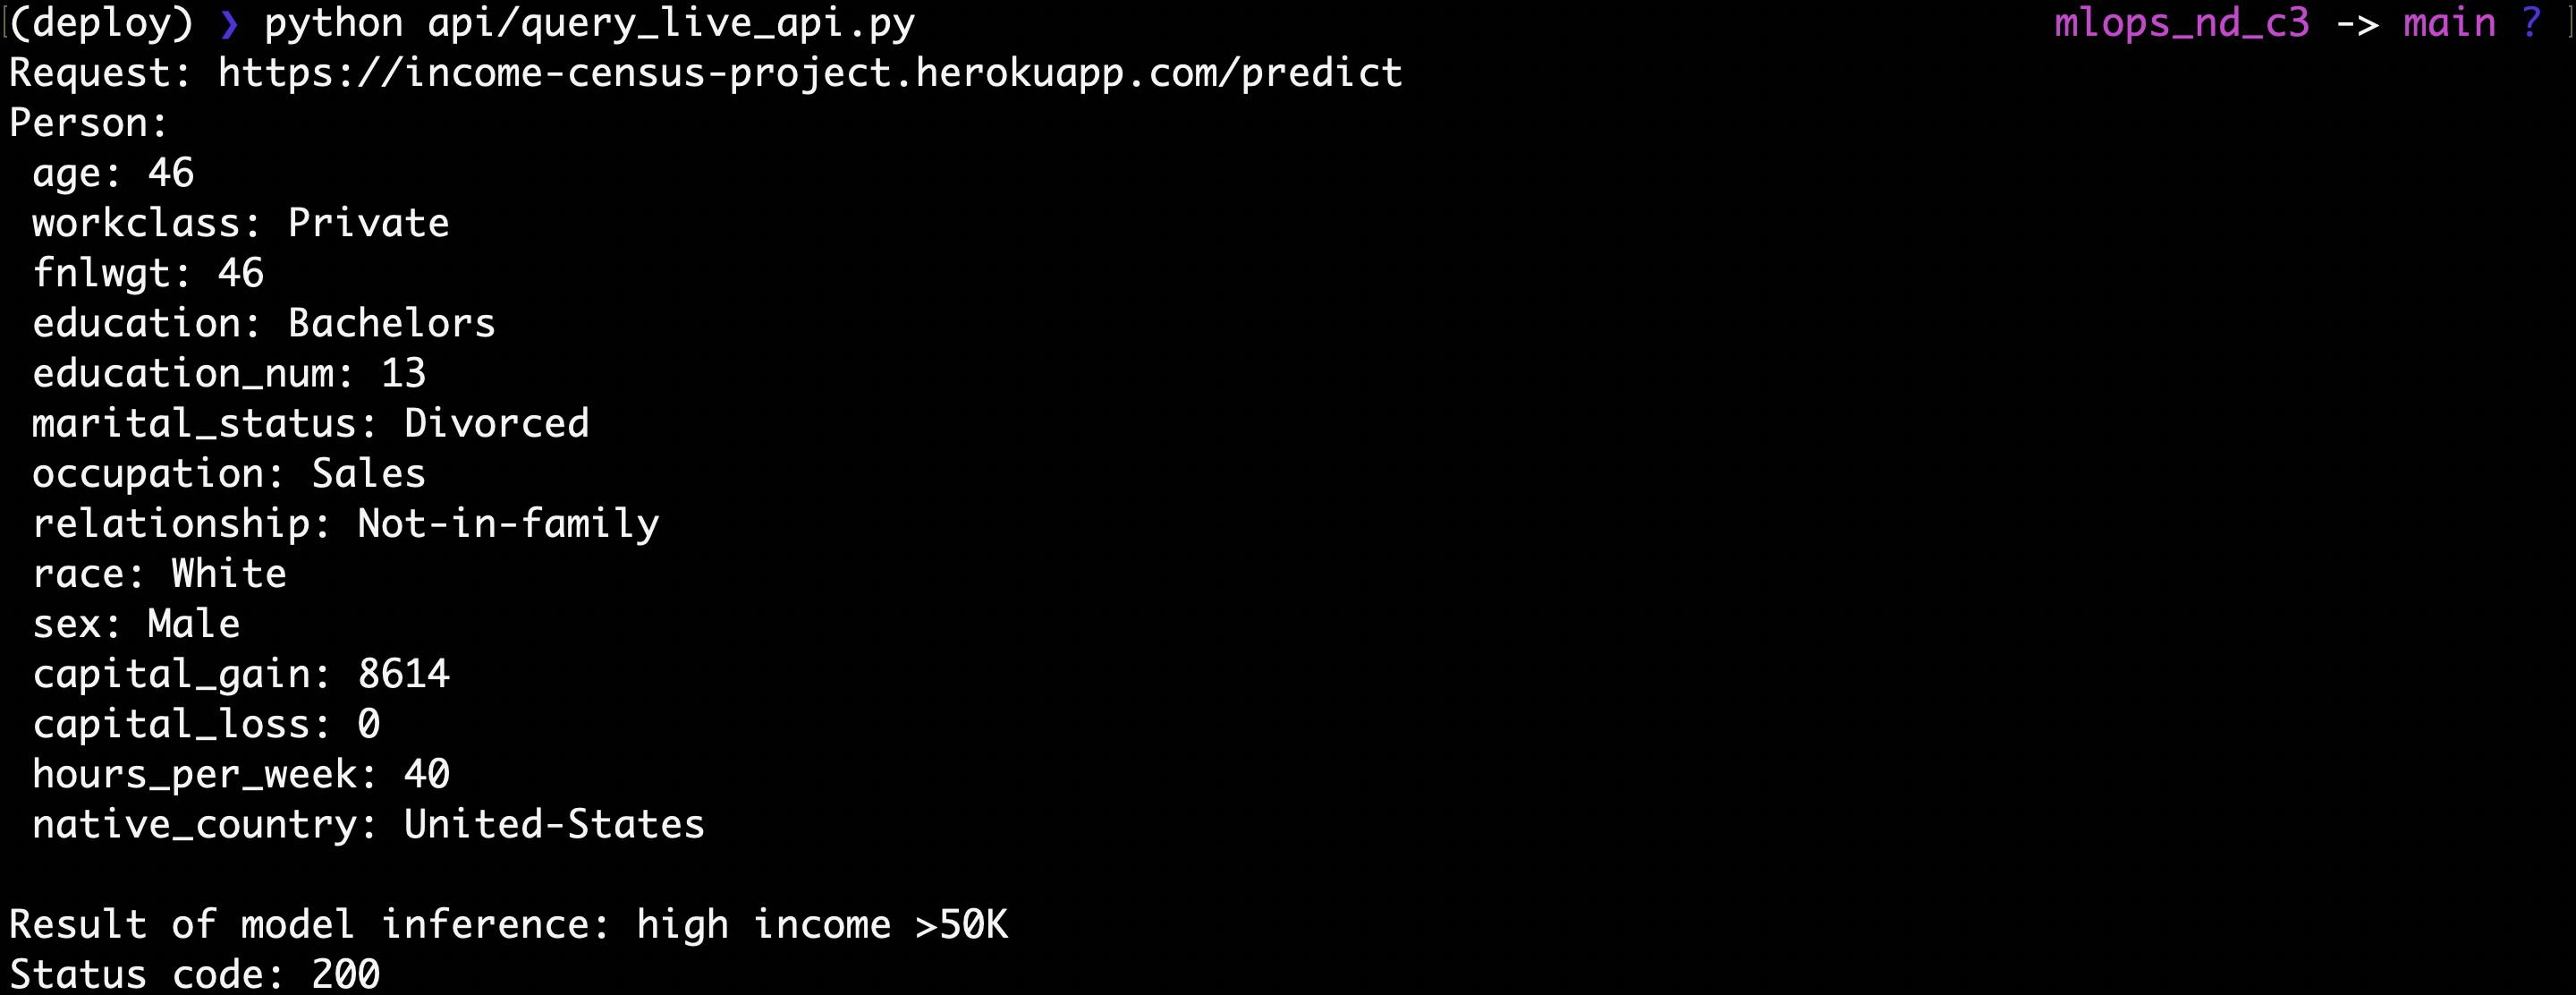 (deploy) ❯ python api/query_live_api.py mlops_nd_c3 -> main ?
Request: https://income-census-project.herokuapp.com/predict
Person:
age: 46
workclass: Private
fnlwgt: 46
education: Bachelors
education_num: 13
marital_status: Divorced
occupation: Sales
relationship: Not-in-family
race: White
sex: Male
capital_gain: 8614
capital_loss: 0
hours_per_week: 40
native_country: United-States
Result of model inference: high income >50K
Status code: 200